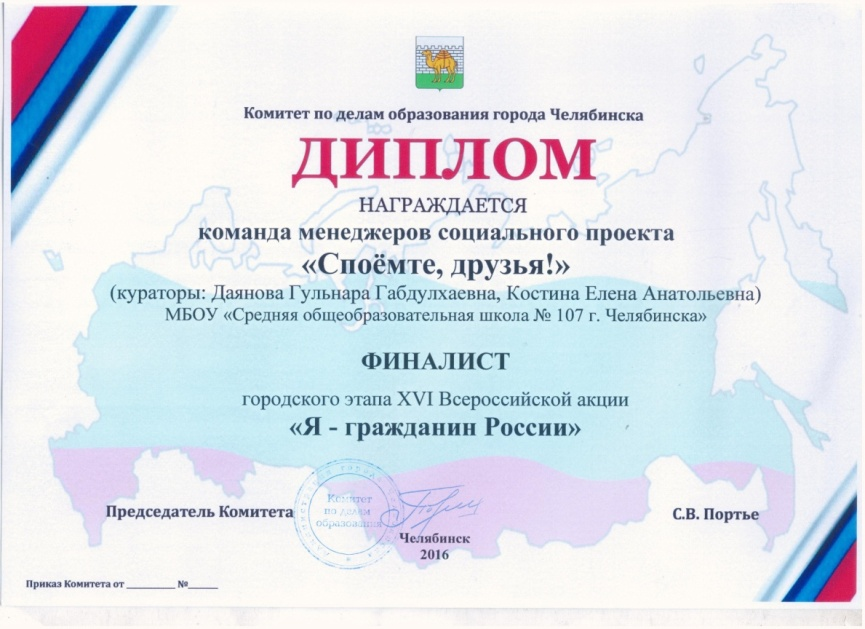 Комитет по делам образования города Челябинска
ДИПЛОМ
НАГРАЖДАЕТСЯ
команда менеджеров социального проекта
«Споёмте, друзья!»
(кураторы: Даянова Гульнара Габдулхаевна, Костина Елена Анатольевна)
МБОУ «Средняя общеобразовательная школа № 107 г. Челябинска»
ФИНАЛИСТ
городского этапа XVI Всероссийской акции
«Я - гражданин России»
Председатель Комитета
Комитет
по делам
образования
С.В. Портье
Челябинск
2016
Приказ Комитета от _________ №______